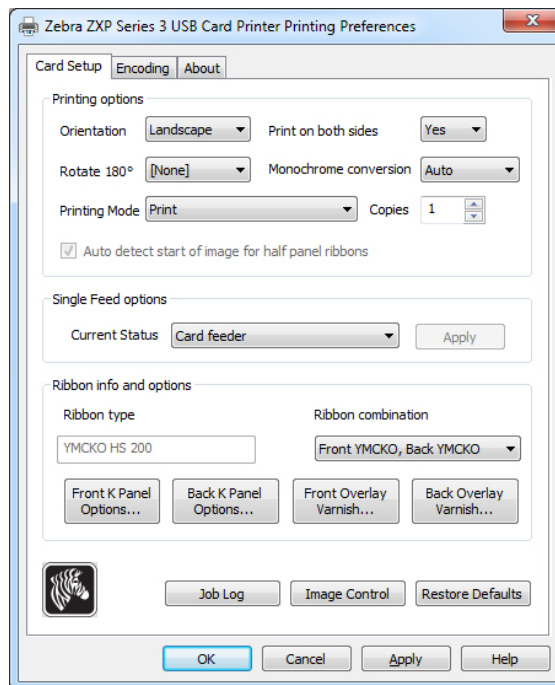 Zebra ZXP Series 3 USB Card Printer Printing Preferences
Card Setup Encoding About
Printing options
Orientation Landscape Print on both sides Yes
Rotate 180° [None] Monochrome conversion Auto
Printing Mode Print Copies 1
Auto detect start of image for half panel ribbons
Single Feed options
Current Status Card feeder Apply
Ribbon info and options
Ribbon type Ribbon combination
YMCKO HS 200 Front YMCKO, Back YMCKO
Front K Panel Back K Panel Front Overlay Back Overlay
Options... Options... Varnish... Varnish...
Job Log Image Control Restore Defaults
OK Cancel Apply Help